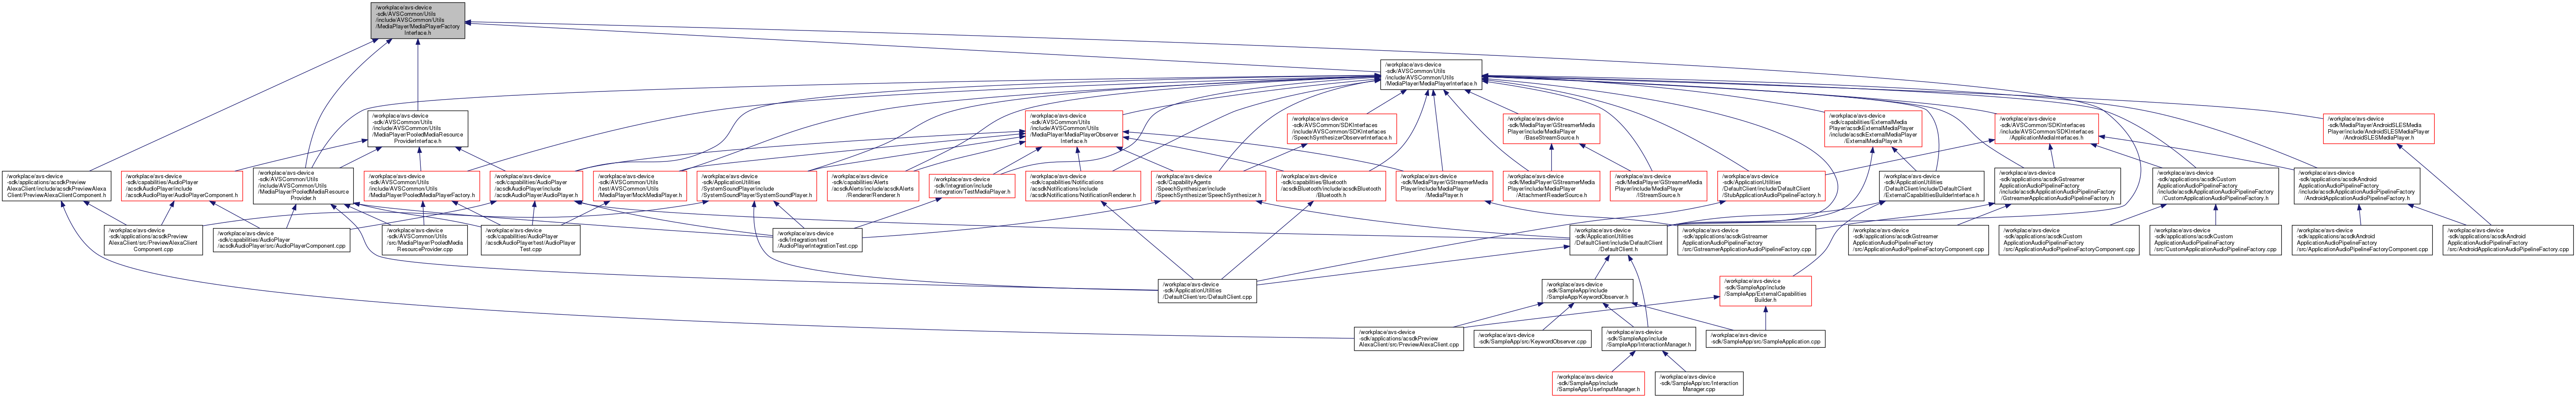 /workplace/avs-device
-sdk/AVSCommon/Utils
/include/AVSCommon/Utils
/MediaPlayer/MediaPlayerFactory
Interface.h
/workplace/avs-device
-sdk/AVSCommon/Utils
/include/AVSCommon/Utils
/MediaPlayer/MediaPlayerInterface.h
/workplace/avs-device
-sdk/AVSCommon/Utils
/include/AVSCommon/Utils
/MediaPlayer/PooledMediaResource
ProviderInterface.h
/workplace/avs-device
-sdk/AVSCommon/Utils
/include/AVSCommon/Utils
/MediaPlayer/MediaPlayerObserver
Interface.h
/workplace/avs-device
-sdk/AVSCommon/SDKInterfaces
/include/AVSCommon/SDKInterfaces
/SpeechSynthesizerObserverInterface.h
/workplace/avs-device
-sdk/MediaPlayer/GStreamerMedia
Player/include/MediaPlayer
/BaseStreamSource.h
/workplace/avs-device
-sdk/capabilities/ExternalMedia
Player/acsdkExternalMediaPlayer
/include/acsdkExternalMediaPlayer
/ExternalMediaPlayer.h
/workplace/avs-device
-sdk/AVSCommon/SDKInterfaces
/include/AVSCommon/SDKInterfaces
/ApplicationMediaInterfaces.h
/workplace/avs-device
-sdk/MediaPlayer/AndroidSLESMedia
Player/include/AndroidSLESMediaPlayer
/AndroidSLESMediaPlayer.h
/workplace/avs-device
-sdk/applications/acsdkPreview
AlexaClient/include/acsdkPreviewAlexa
Client/PreviewAlexaClientComponent.h
/workplace/avs-device
-sdk/capabilities/AudioPlayer
/acsdkAudioPlayer/include
/acsdkAudioPlayer/AudioPlayerComponent.h
/workplace/avs-device
-sdk/AVSCommon/Utils
/include/AVSCommon/Utils
/MediaPlayer/PooledMediaResource
Provider.h
/workplace/avs-device
-sdk/AVSCommon/Utils
/include/AVSCommon/Utils
/MediaPlayer/PooledMediaPlayerFactory.h
/workplace/avs-device
-sdk/capabilities/AudioPlayer
/acsdkAudioPlayer/include
/acsdkAudioPlayer/AudioPlayer.h
/workplace/avs-device
-sdk/AVSCommon/Utils
/test/AVSCommon/Utils
/MediaPlayer/MockMediaPlayer.h
/workplace/avs-device
-sdk/ApplicationUtilities
/SystemSoundPlayer/include
/SystemSoundPlayer/SystemSoundPlayer.h
/workplace/avs-device
-sdk/capabilities/Alerts
/acsdkAlerts/include/acsdkAlerts
/Renderer/Renderer.h
/workplace/avs-device
-sdk/Integration/include
/Integration/TestMediaPlayer.h
/workplace/avs-device
-sdk/capabilities/Notifications
/acsdkNotifications/include
/acsdkNotifications/NotificationRenderer.h
/workplace/avs-device
-sdk/CapabilityAgents
/SpeechSynthesizer/include
/SpeechSynthesizer/SpeechSynthesizer.h
/workplace/avs-device
-sdk/capabilities/Bluetooth
/acsdkBluetooth/include/acsdkBluetooth
/Bluetooth.h
/workplace/avs-device
-sdk/MediaPlayer/GStreamerMedia
Player/include/MediaPlayer
/MediaPlayer.h
/workplace/avs-device
-sdk/MediaPlayer/GStreamerMedia
Player/include/MediaPlayer
/AttachmentReaderSource.h
/workplace/avs-device
-sdk/MediaPlayer/GStreamerMedia
Player/include/MediaPlayer
/IStreamSource.h
/workplace/avs-device
-sdk/ApplicationUtilities
/DefaultClient/include/DefaultClient
/StubApplicationAudioPipelineFactory.h
/workplace/avs-device
-sdk/ApplicationUtilities
/DefaultClient/include/DefaultClient
/ExternalCapabilitiesBuilderInterface.h
/workplace/avs-device
-sdk/applications/acsdkGstreamer
ApplicationAudioPipelineFactory
/include/acsdkGstreamerApplication
AudioPipelineFactory
/GstreamerApplicationAudioPipelineFactory.h
/workplace/avs-device
-sdk/applications/acsdkCustom
ApplicationAudioPipelineFactory
/include/acsdkCustomApplication
AudioPipelineFactory
/CustomApplicationAudioPipelineFactory.h
/workplace/avs-device
-sdk/applications/acsdkAndroid
ApplicationAudioPipelineFactory
/include/acsdkAndroidApplication
AudioPipelineFactory
/AndroidApplicationAudioPipelineFactory.h
/workplace/avs-device
-sdk/applications/acsdkPreview
AlexaClient/src/PreviewAlexaClient
Component.cpp
/workplace/avs-device
-sdk/capabilities/AudioPlayer
/acsdkAudioPlayer/src/AudioPlayerComponent.cpp
/workplace/avs-device
-sdk/AVSCommon/Utils
/src/MediaPlayer/PooledMedia
ResourceProvider.cpp
/workplace/avs-device
-sdk/capabilities/AudioPlayer
/acsdkAudioPlayer/test/AudioPlayer
Test.cpp
/workplace/avs-device
-sdk/Integration/test
/AudioPlayerIntegrationTest.cpp
/workplace/avs-device
-sdk/ApplicationUtilities
/DefaultClient/include/DefaultClient
/DefaultClient.h
/workplace/avs-device
-sdk/applications/acsdkGstreamer
ApplicationAudioPipelineFactory
/src/GstreamerApplicationAudioPipelineFactory.cpp
/workplace/avs-device
-sdk/applications/acsdkGstreamer
ApplicationAudioPipelineFactory
/src/ApplicationAudioPipelineFactoryComponent.cpp
/workplace/avs-device
-sdk/applications/acsdkCustom
ApplicationAudioPipelineFactory
/src/ApplicationAudioPipelineFactoryComponent.cpp
/workplace/avs-device
-sdk/applications/acsdkCustom
ApplicationAudioPipelineFactory
/src/CustomApplicationAudioPipelineFactory.cpp
/workplace/avs-device
-sdk/applications/acsdkAndroid
ApplicationAudioPipelineFactory
/src/ApplicationAudioPipelineFactoryComponent.cpp
/workplace/avs-device
-sdk/applications/acsdkAndroid
ApplicationAudioPipelineFactory
/src/AndroidApplicationAudioPipelineFactory.cpp
/workplace/avs-device
-sdk/ApplicationUtilities
/DefaultClient/src/DefaultClient.cpp
/workplace/avs-device
-sdk/SampleApp/include
/SampleApp/KeywordObserver.h
/workplace/avs-device
-sdk/SampleApp/include
/SampleApp/ExternalCapabilities
Builder.h
/workplace/avs-device
-sdk/applications/acsdkPreview
AlexaClient/src/PreviewAlexaClient.cpp
/workplace/avs-device
-sdk/SampleApp/src/KeywordObserver.cpp
/workplace/avs-device
-sdk/SampleApp/include
/SampleApp/InteractionManager.h
/workplace/avs-device
-sdk/SampleApp/src/SampleApplication.cpp
/workplace/avs-device
-sdk/SampleApp/include
/SampleApp/UserInputManager.h
/workplace/avs-device
-sdk/SampleApp/src/Interaction
Manager.cpp